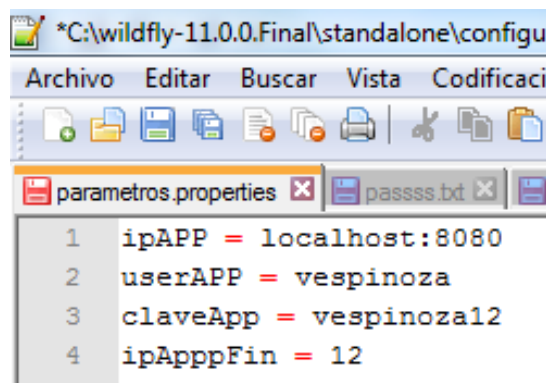 *C:\wildfly-11.0.0.Final\standalone\configu
Archivo Editar Buscar Vista Codificaci
parametros.properties passss.txt
1 ipAPP = localhost:8080
2 userAPP = vespinoza
3 claveApp = vespinoza12
4 ipApppFin = 12